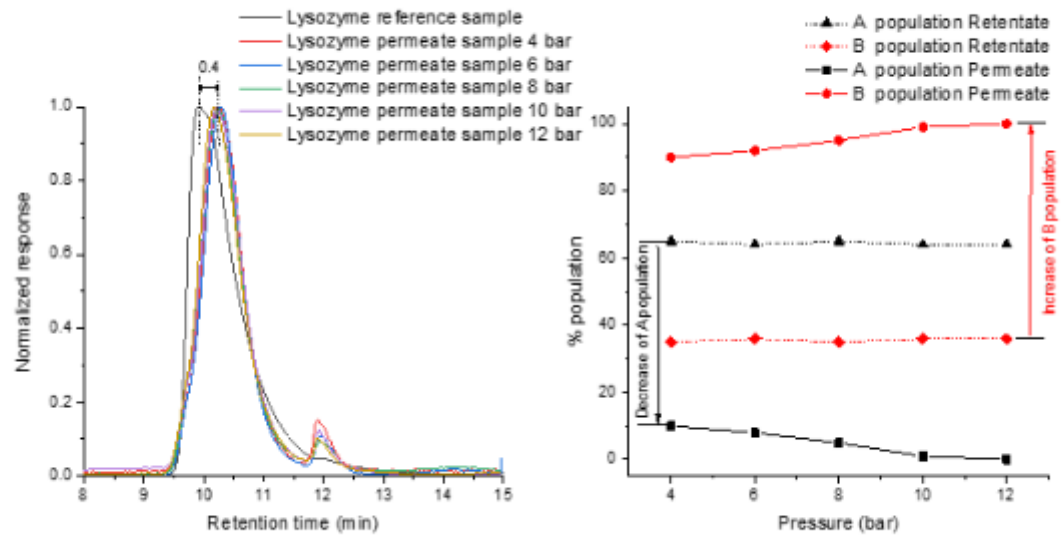 Lysozyme reference sample
Lysozyme permeate sample 4 bar
Lysozyme permeate sample 6 bar
Lysozyme permeate sample 8 bar
Lysozyme permeate sample 10 bar
Lysozyme permeate sample 12 bar
0.4
1.0
0.8
0.6
0.4
0.2
0.0
Normalized response
8 9 10 11 12 13 14 15
Retention time (min)
A population Retentate
B population Retentate
A population Permeate
B population Permeate
100
80
60
40
20
0
% population
Decrease of A population
Increase of B population
4 6 8 10 12
Pressure (bar)